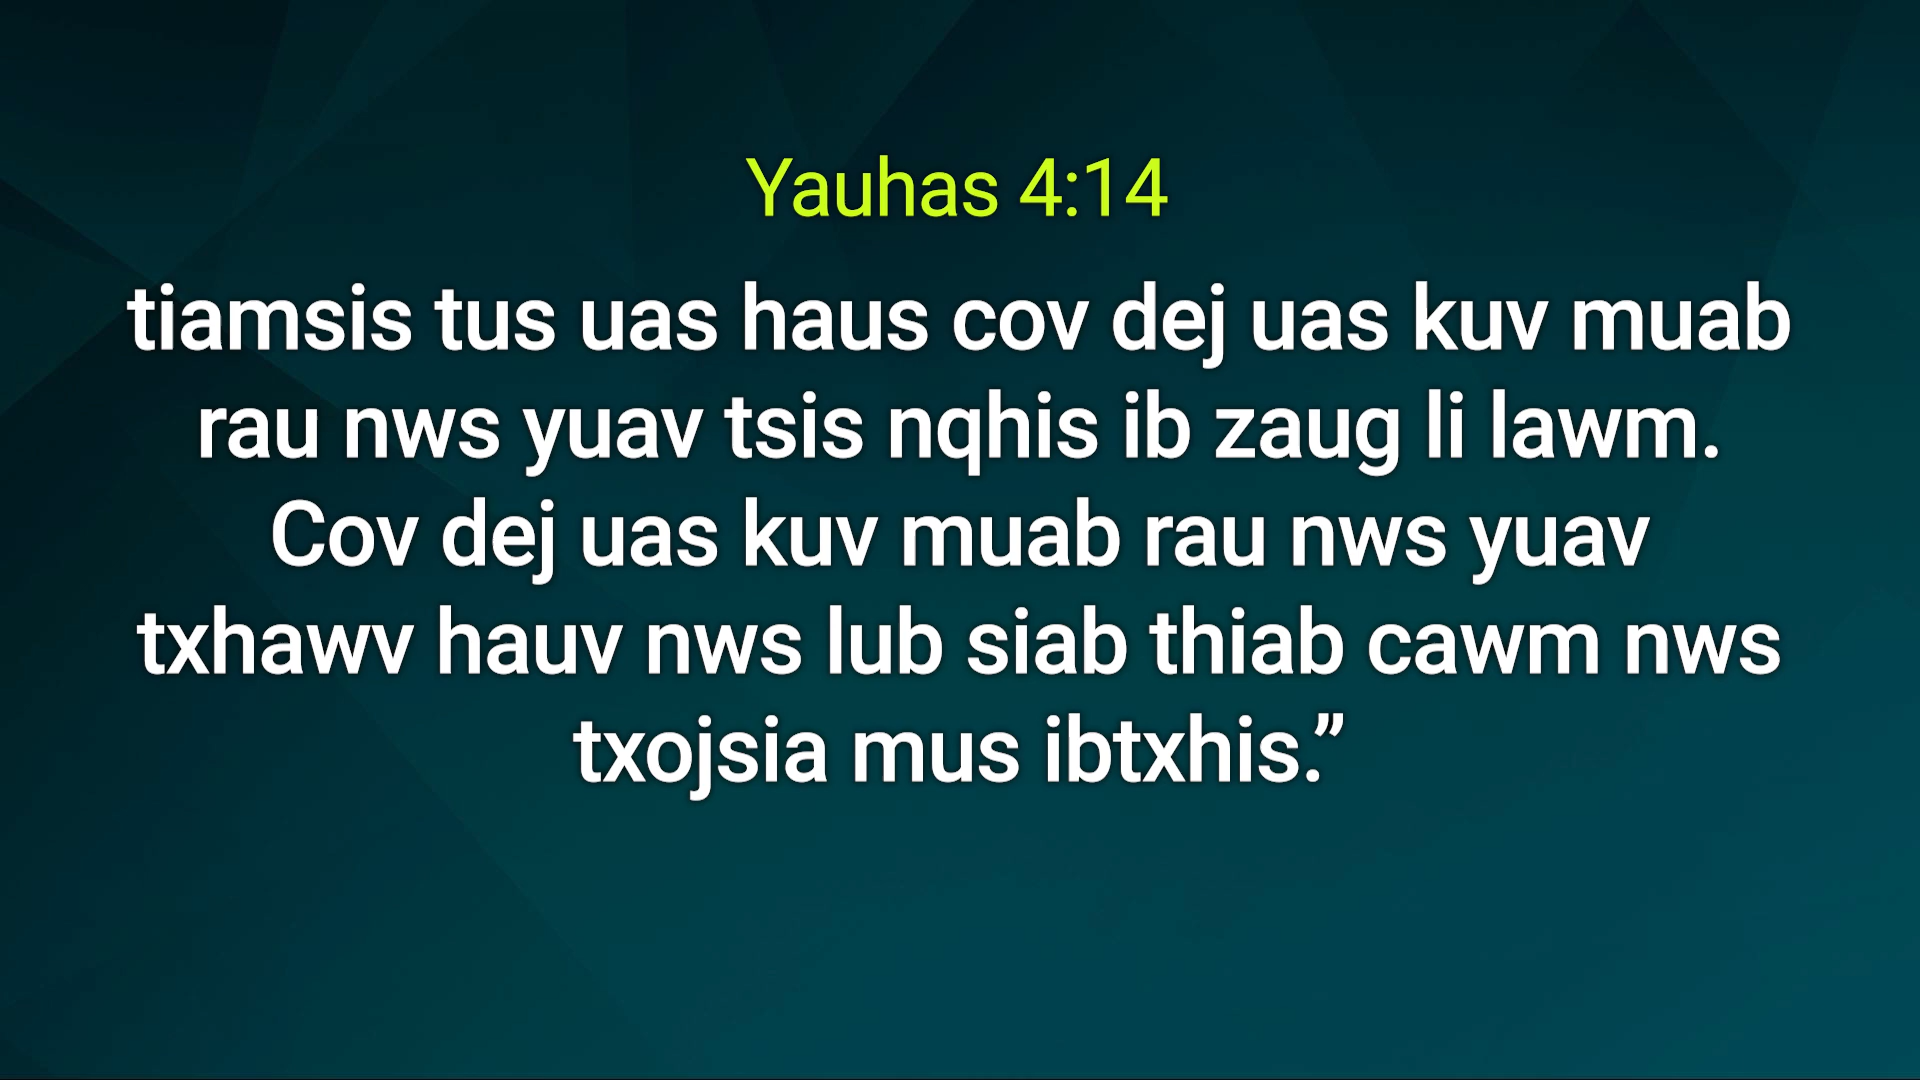 Yauhas 4:14
tiamsis tus uas haus cov dej uas kuv muab
rau nws yuav tsis nqhis ib zaug li lawm.
Cov dej uas kuv muab rau nws yuav
txhawv hauv nws lub siab thiab cawm nws
txojsia mus ibtxhis.”